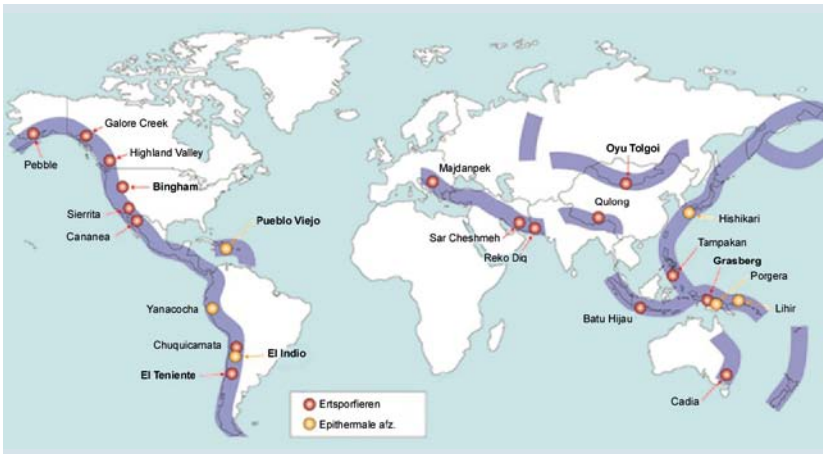 Galore Creek
Highland Valley
Pebble
Bingham
Sierrita
Cananea
Pueblo Viejo
Yanacocha
Chuquicamata
El Indio
El Teniente
Majdanpek
Oyu Tolgoi
Qulong
Sar Cheshmeh
Reko Diq
Hishikari
Tampakan
Grasberg
Porgera
Lihir
Batu Hijau
Cadia
Ertsporfieren
Epithermale afz.